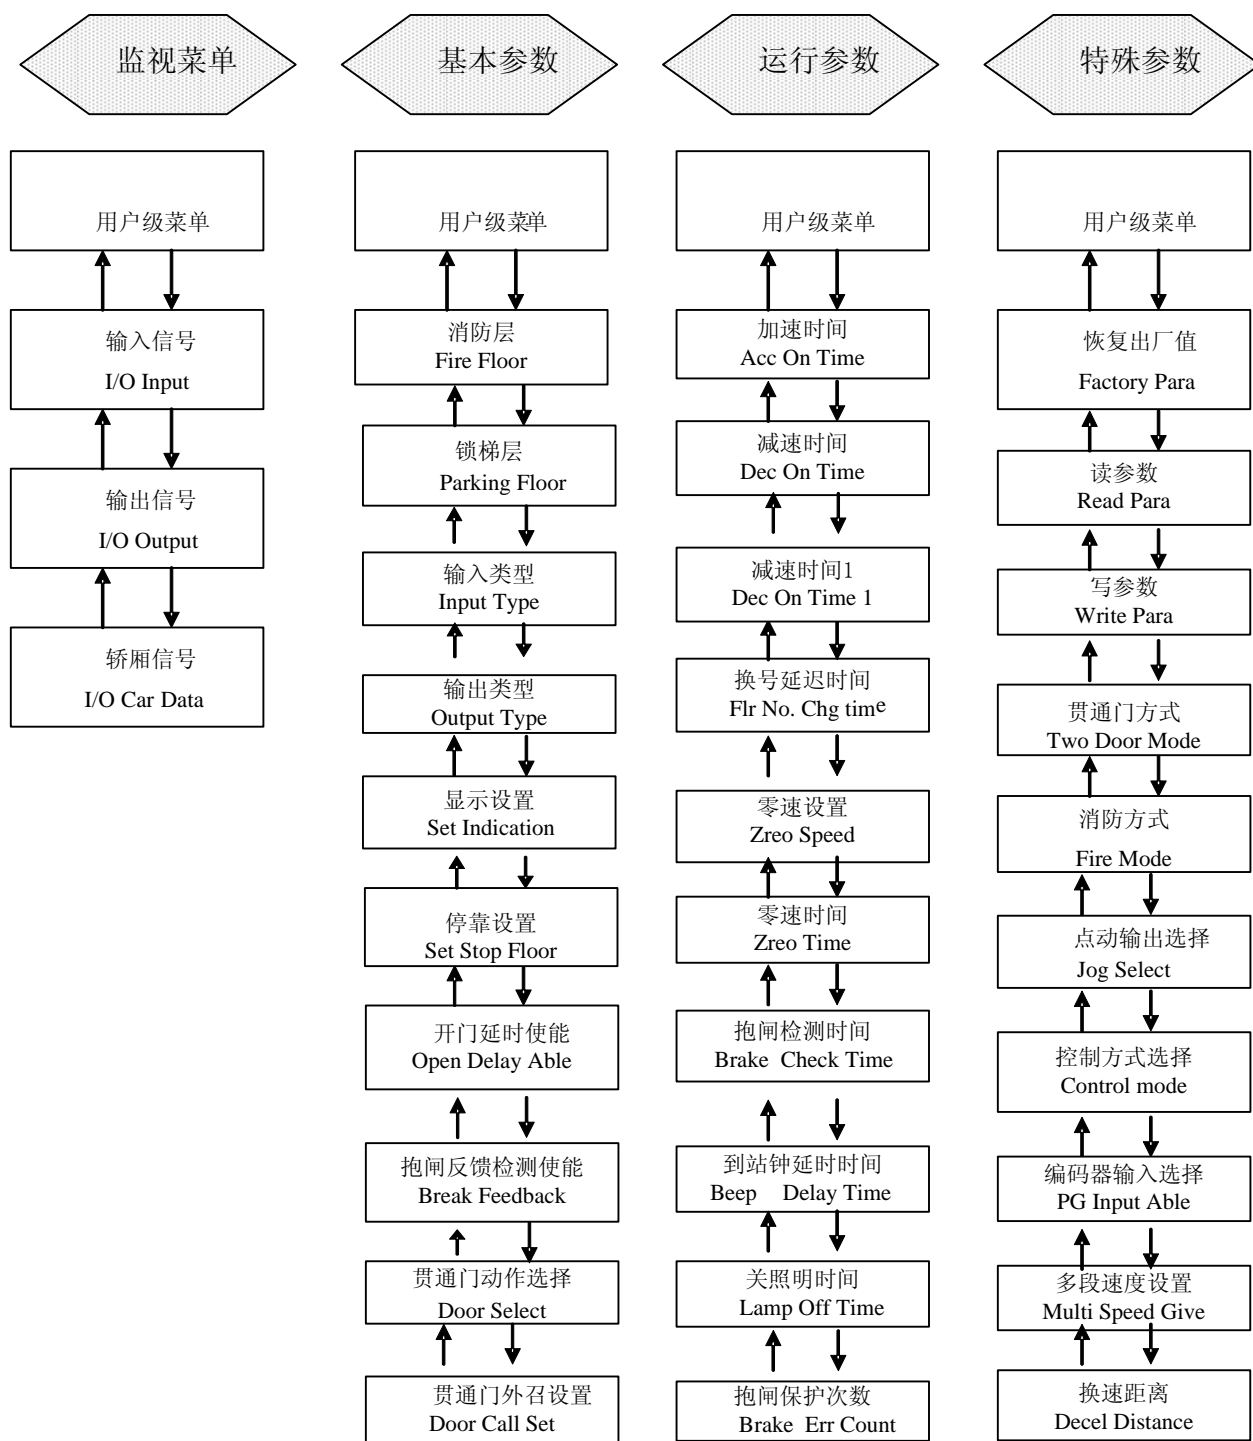 监视菜单
用户级菜单
输入信号
I/O Input
输出信号
I/O Output
轿厢信号
I/O Car Data
基本参数
用户级菜单
消防层
Fire Floor
锁梯层
Parking Floor
输入类型
Input Type
输出类型
Output Type
显示设置
Set Indication
停靠设置
Set Stop Floor
开门延时使能
Open Delay Able
抱闸反馈检测使能
Break Feedback
贯通门动作选择
Door Select
贯通门外召设置
Door Call Set
运行参数
用户级菜单
加速时间
Acc On Time
减速时间
Dec On Time
减速时间1
Dec On Time 1
换号延迟时间
Flr No. Chg time
零速设置
Zreo Speed
零速时间
Zreo Time
抱闸检测时间
Brake Check Time
到站钟延时时间
Beep Delay Time
关照明时间
Lamp Off Time
抱闸保护次数
Brake Err Count
特殊参数
用户级菜单
恢复出厂值
Factory Para
读参数
Read Para
写参数
Write Para
贯通门方式
Two Door Mode
消防方式
Fire Mode
点动输出选择
Jog Select
控制方式选择
Control mode
编码器输入选择
PG Input Able
多段速度设置
Multi Speed Give
换速距离
Decel Distance